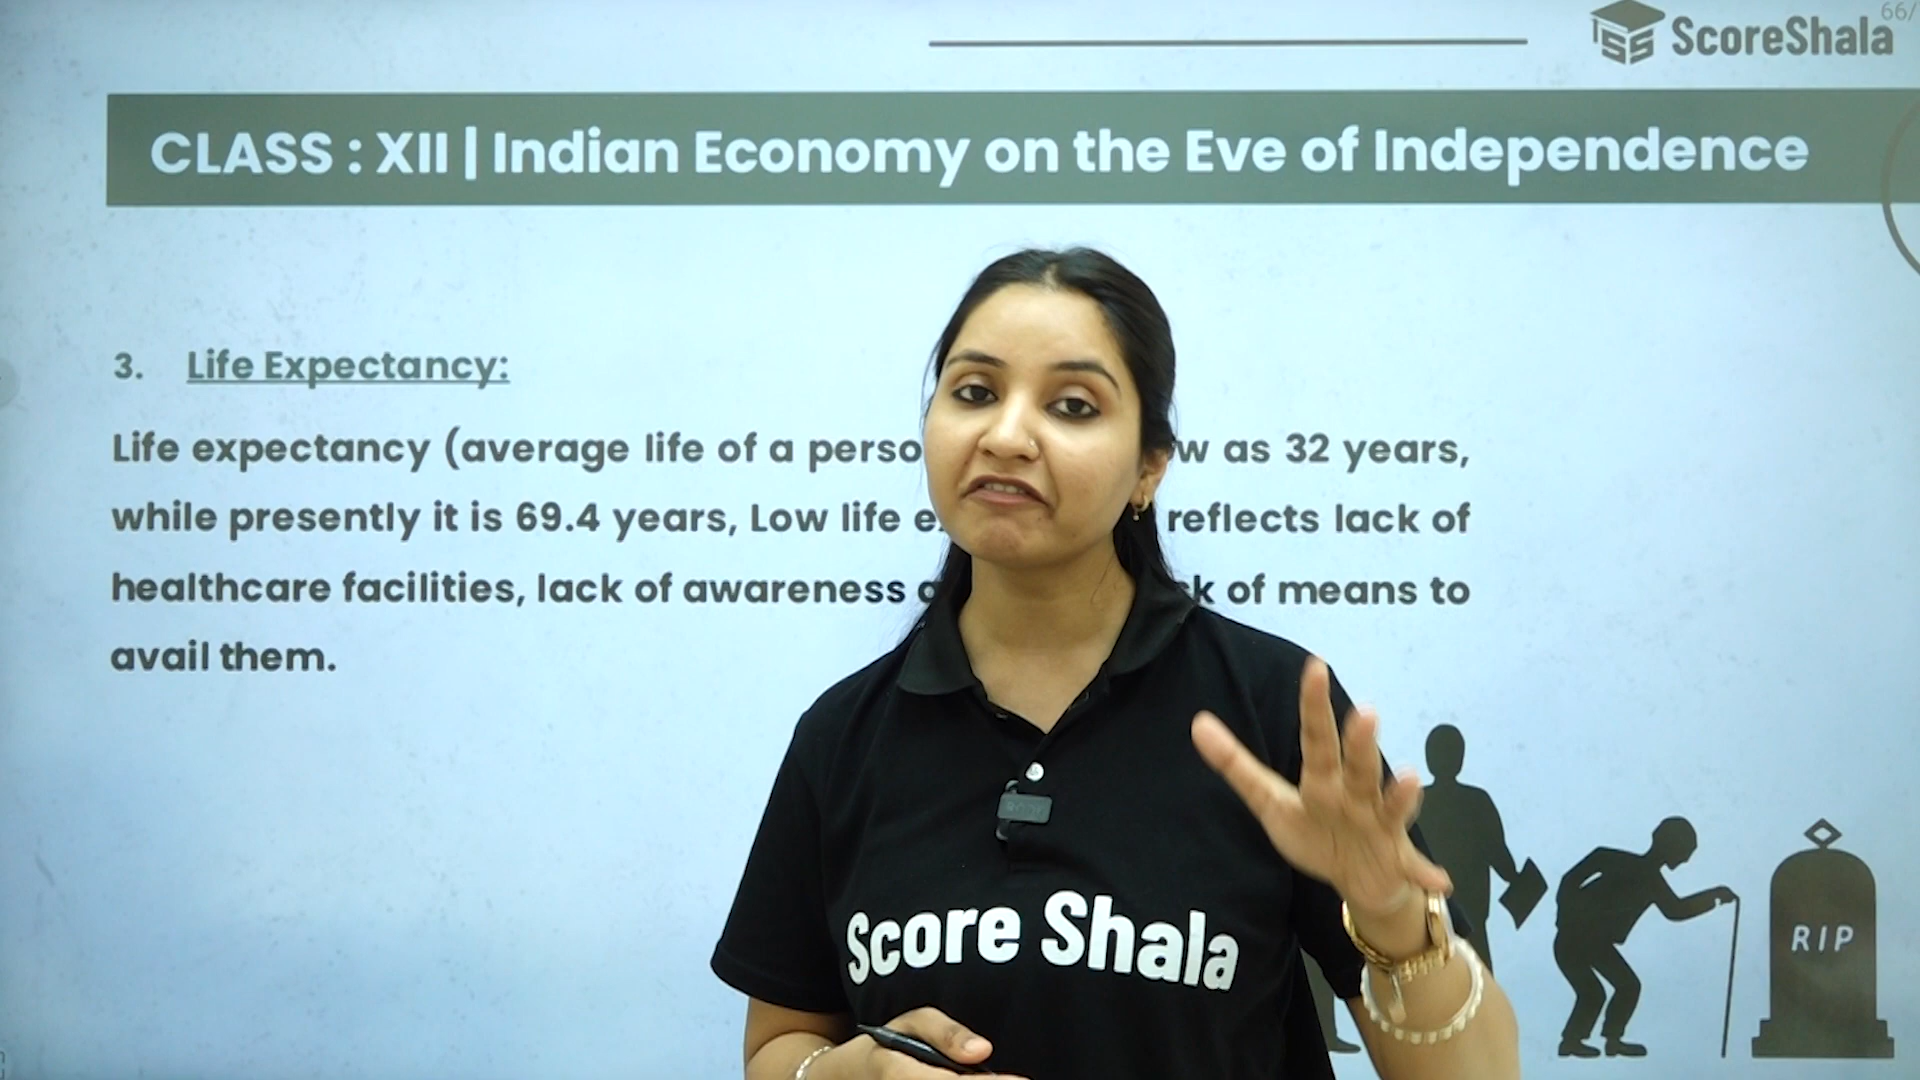 66/
ScoreShala
CLASS : XII | Indian Economy on the Eve of Independence
3. Life Expectancy:
Life expectancy (average life of a as 32 years,
while presently it is 69.4 years, Low life reflects lack of
healthcare facilities, lack of awareness of means to
avail them.
Score Shala
RIP